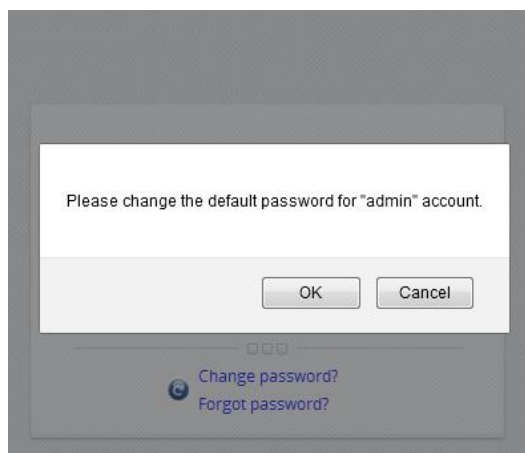 Please change the default password for "admin" account.
OK
Cancel
Change password?
Forgot password?